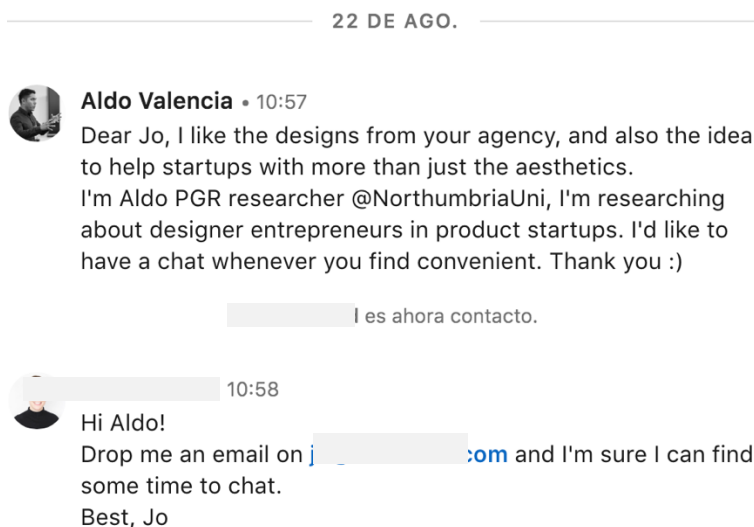 22 DE AGO.
Aldo Valencia • 10:57
Dear Jo, I like the designs from your agency, and also the idea
to help startups with more than just the aesthetics.
I'm Aldo PGR researcher @NorthumbriaUni, I'm researching
about designer entrepreneurs in product startups. I'd like to
have a chat whenever you find convenient. Thank you :)
es ahora contacto.
10:58
Hi Aldo!
Drop me an email on com and I'm sure I can find
some time to chat.
Best, Jo